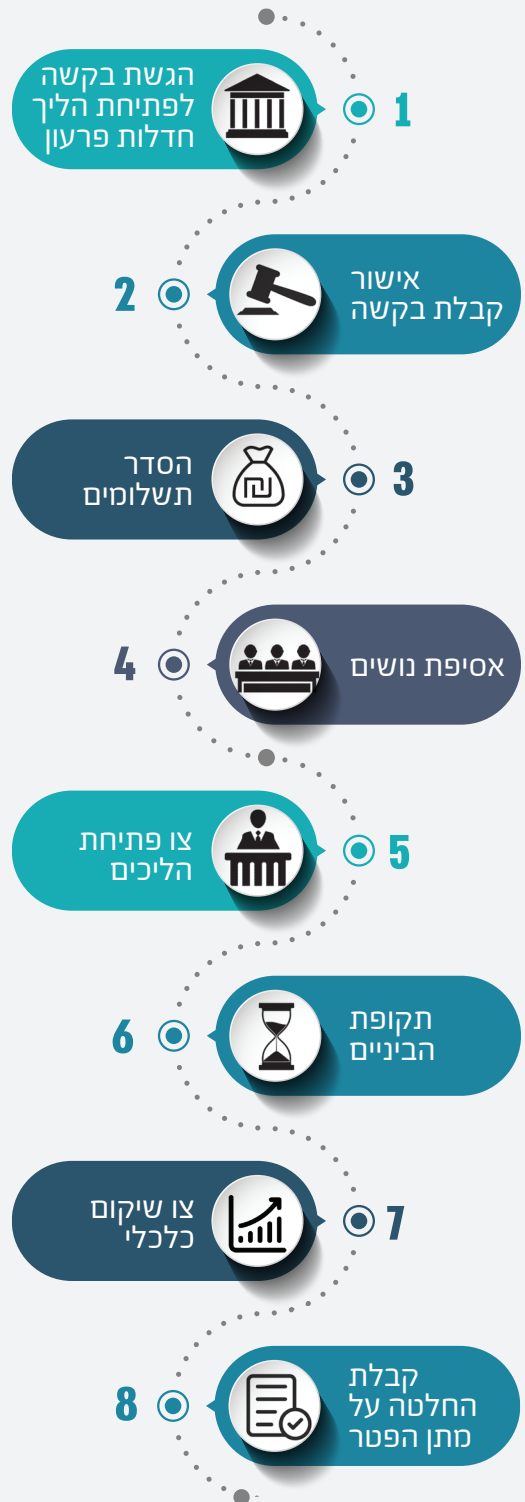 1
הגשת בקשה
לפתיחת הליך
חדלות פרעון
2
אישור
קבלת בקשה
3
הסדר
תשלומים
₪
4
אסיפת נושים
5
צו פתיחת
הליכים
6
תקופת
הביניים
7
צו שיקום
כלכלי
8
קבלת
החלטה על
מתן הפטר